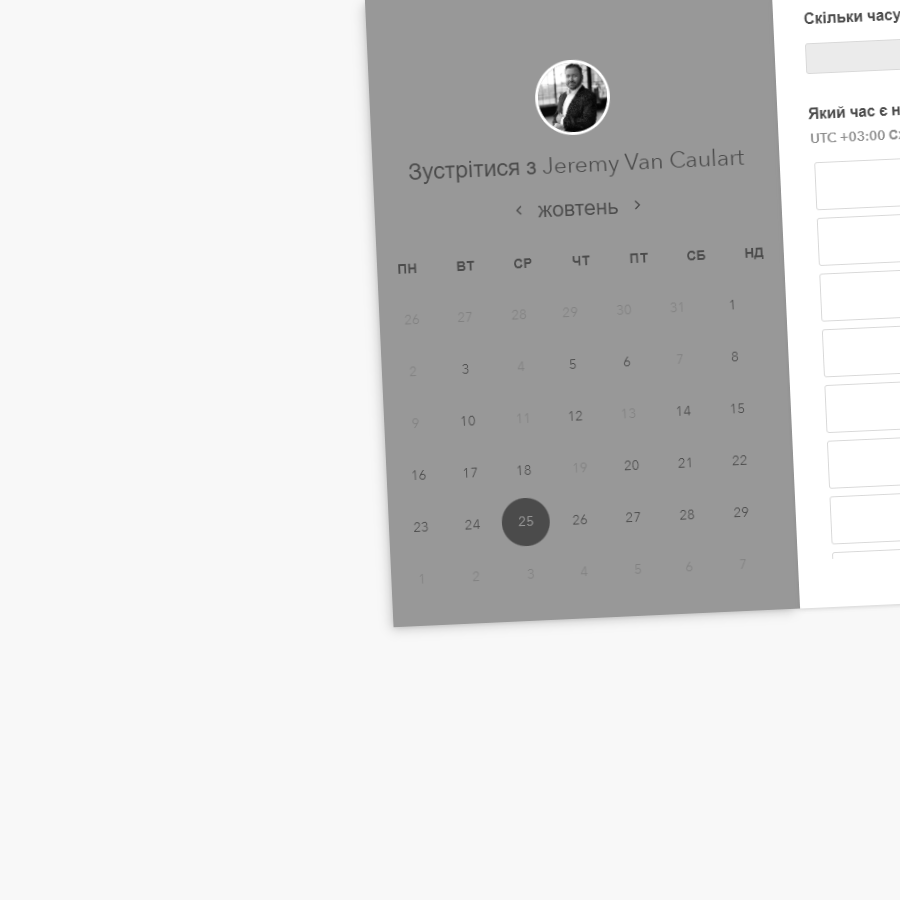 Зустрітися з Jeremy Van Caulart
‹ жовтень ›
ПН ВТ СР ЧТ ПТ СБ НД
26 27 28 29 30 31 1
2 3 4 5 6 7 8
9 10 11 12 13 14 15
16 17 18 19 20 21 22
23 24 25 26 27 28 29
1 2 3 4 5 6 7
Скільки часу
Який час є
UTC +03:00